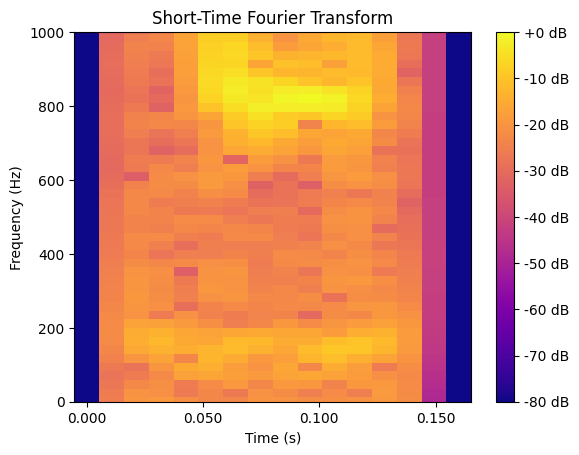 Short-Time Fourier Transform
1000
800
600
400
200
0
Frequency (Hz)
0.000
0.050
0.100
0.150
Time (s)
+0 dB
-10 dB
-20 dB
-30 dB
-40 dB
-50 dB
-60 dB
-70 dB
-80 dB